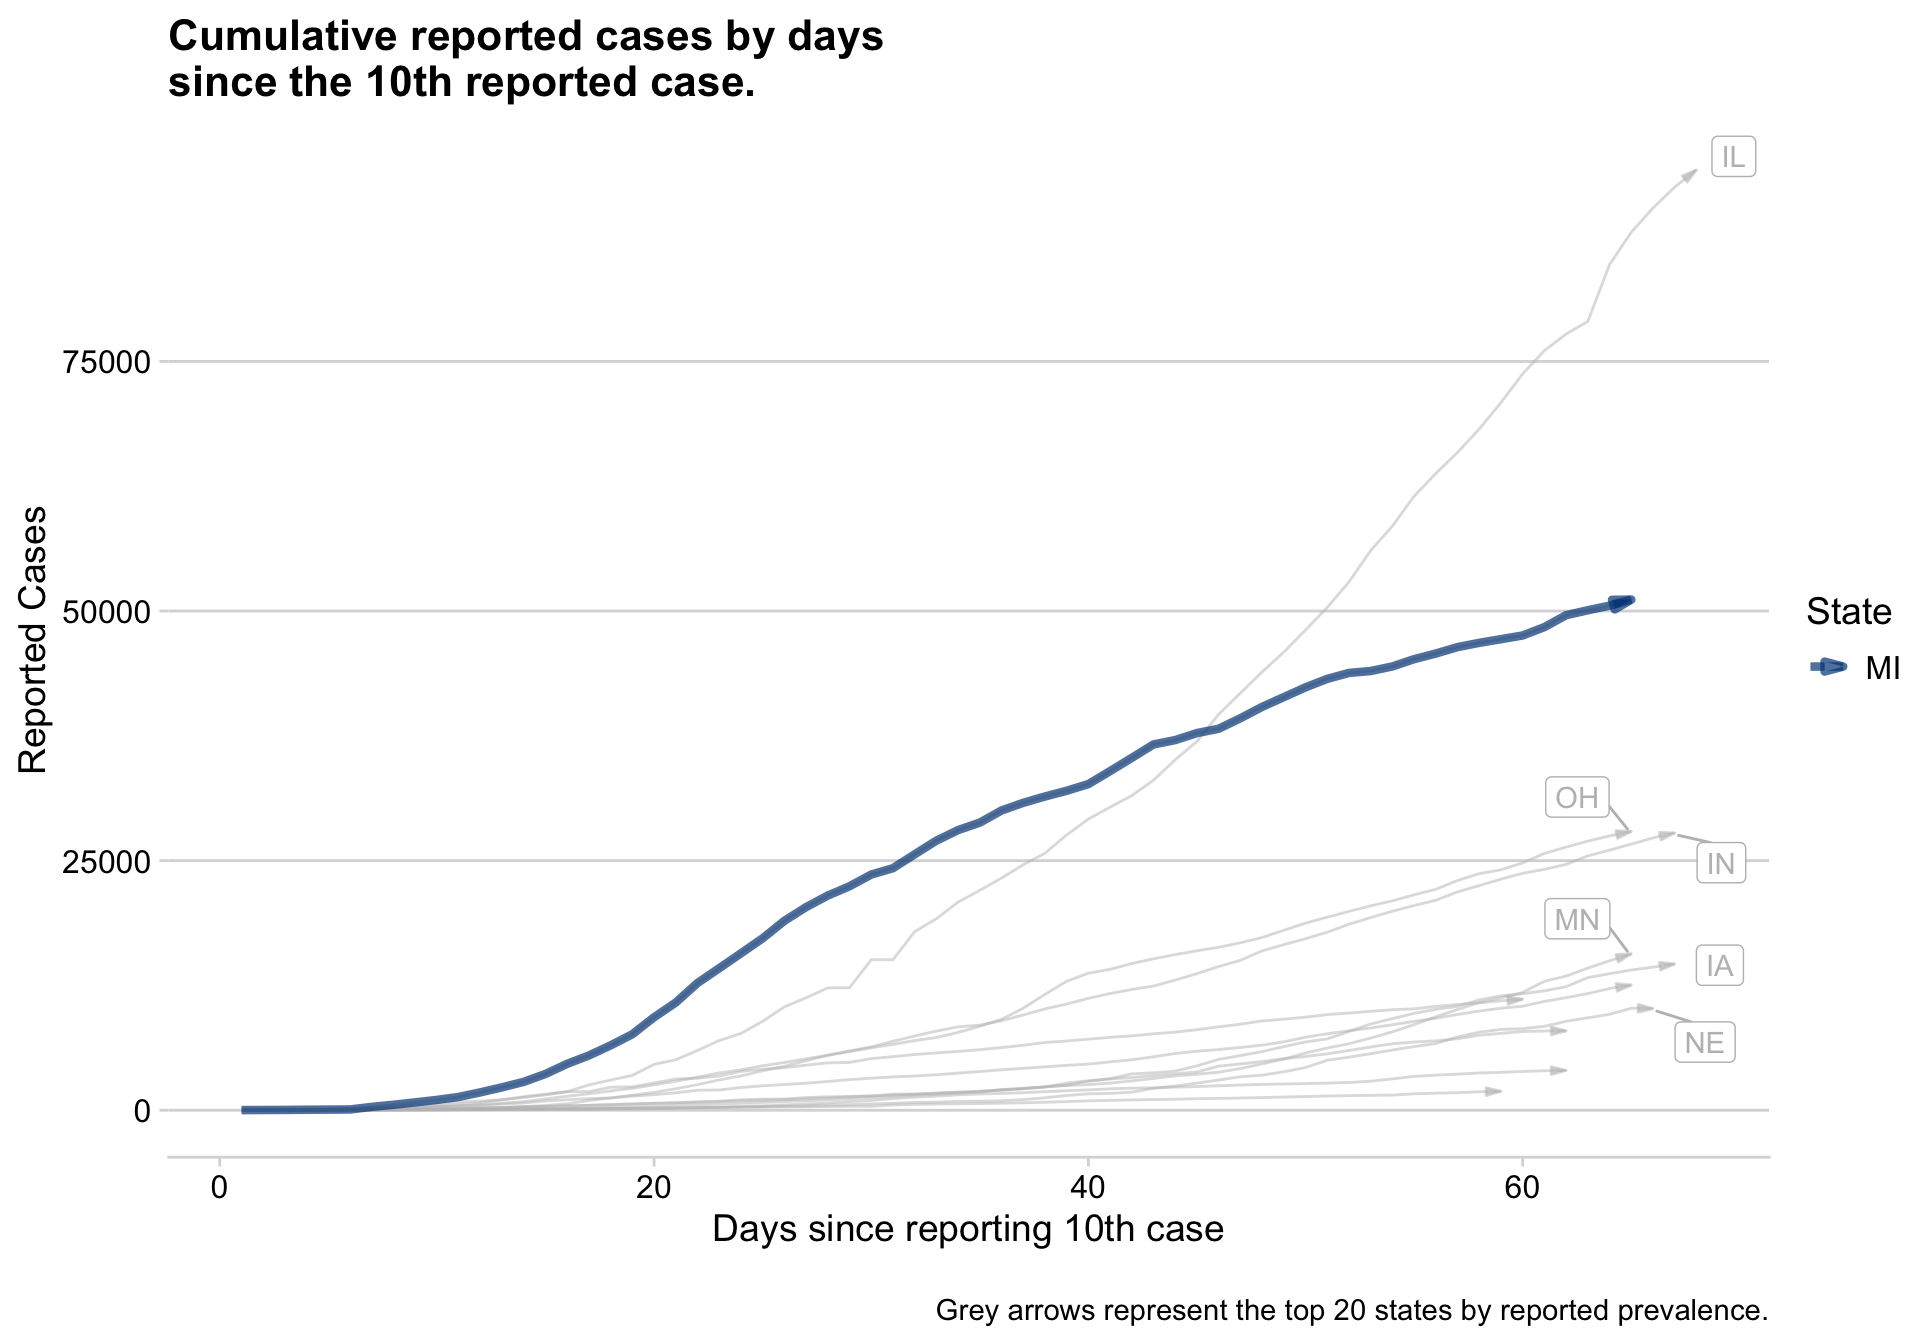 Cumulative reported cases by days
since the 10th reported case.
IL
75000
50000
25000
0
Reported Cases
State
MI
OH
IN
MN
IA
NE
0 20 40 60
Days since reporting 10th case
Grey arrows represent the top 20 states by reported prevalence.